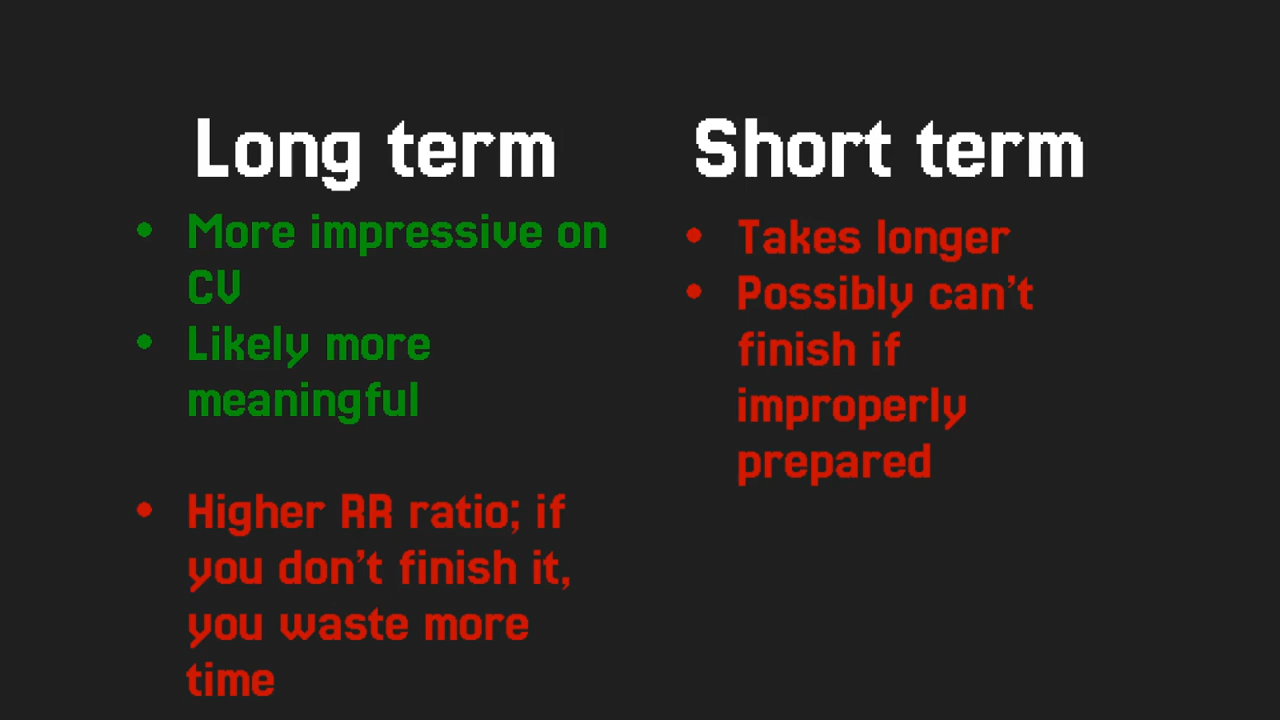 Long term
• More impressive on
CV
• Likely more
meaningful
• Higher RR ratio; if
you don't finish it,
you waste more
time
Short term
• Takes longer
• Possibly can't
finish if
improperly
prepared